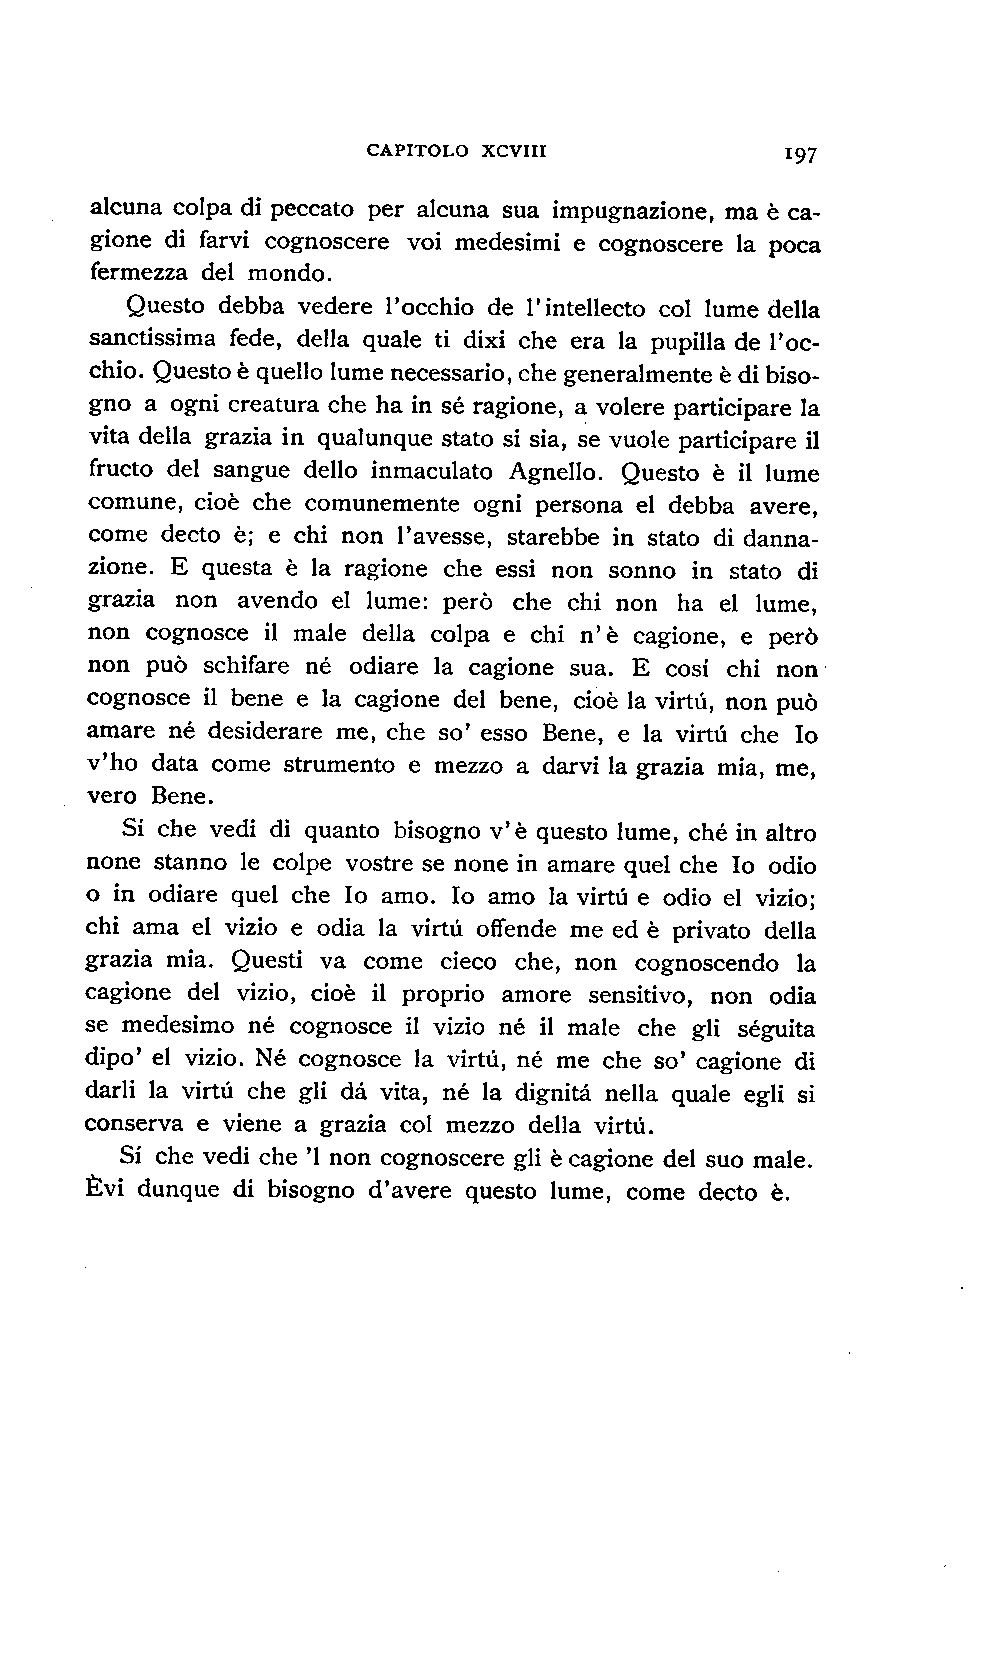 CAPITOLO XCVIII 197
alcuna colpa di peccato per alcuna sua impugnazione, ma è ca-
gione di farvi cognoscere voi medesimi e cognoscere la poca
fermezza del mondo.
Questo debba vedere l'occhio de l'intellecto col lume della
sanctissima fede, della quale ti dixi che era la pupilla de l'oc-
chio. Questo è quello lume necessario, che generalmente è di biso-
gno a ogni creatura che ha in sé ragione, a volere participare la
vita della grazia in qualunque stato si sia, se vuole participare il
fructo del sangue dello inmaculato Agnello. Questo è il lume
comune, cioè che comunemente ogni persona el debba avere,
come decto è; e chi non l'avesse, starebbe in stato di danna-
zione. E questa è la ragione che essi non sonno in stato di
grazia non avendo el lume: però che chi non ha el lume,
non cognosce il male della colpa e chi n'è cagione, e però
non può schifare né odiare la cagione sua. E cosí chi non
cognosce il bene e la cagione del bene, cioè la virtú, non può
amare né desiderare me, che so' esso Bene, e la virtú che Io
v'ho data come strumento e mezzo a darvi la grazia mia, me,
vero Bene.
Sí che vedi di quanto bisogno v'è questo lume, ché in altro
none stanno le colpe vostre se none in amare quel che Io odio
o in odiare quel che Io amo. Io amo la virtú e odio el vizio;
chi ama el vizio e odia la virtú offende me ed è privato della
grazia mia. Questi va come cieco che, non cognoscendo la
cagione del vizio, cioè il proprio amore sensitivo, non odia
se medesimo né cognosce il vizio né il male che gli séguita
dipo' el vizio. Né cognosce la virtú, né me che so' cagione di
darli la virtú che gli dá vita, né la dignitá nella quale egli si
conserva e viene a grazia col mezzo della virtú.
Sí che vedi che 'l non cognoscere gli è cagione del suo male.
Èvi dunque di bisogno d'avere questo lume, come decto è.